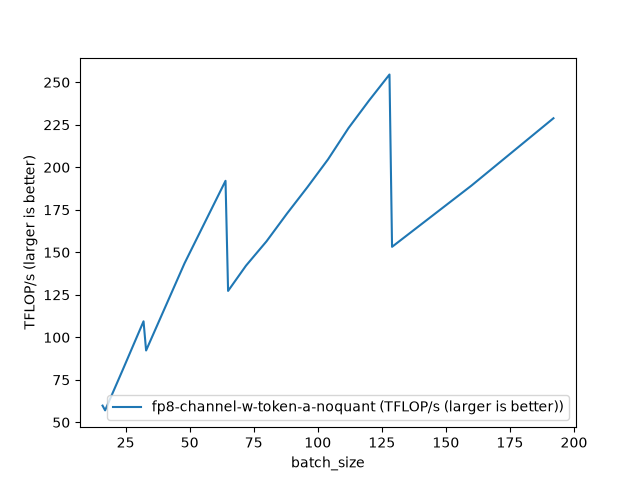 250
225
200
175
150
125
100
75
50
TFLOP/s (larger is better)
fp8-channel-w-token-a-noquant (TFLOP/s (larger is better))
25 50 75 100 125 150 175 200
batch_size